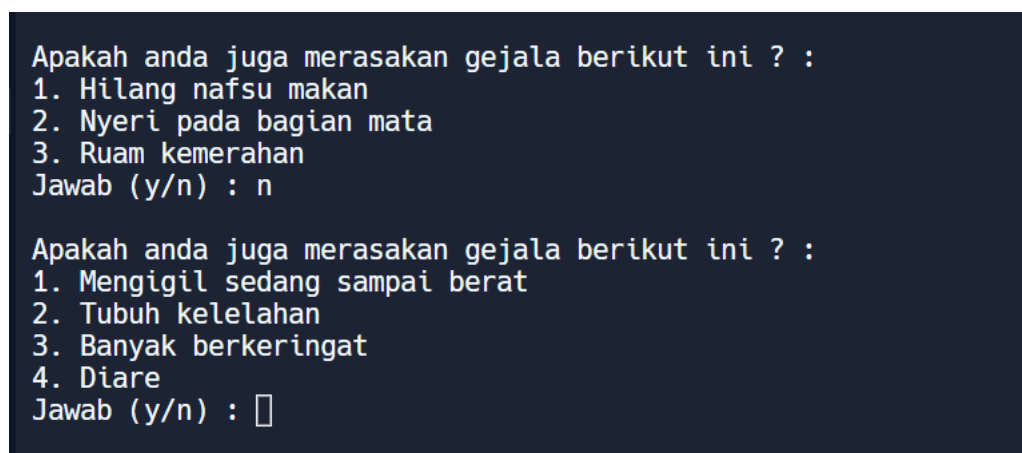 Apakah anda juga merasakan gejala berikut ini ? :
1. Hilang nafsu makan
2. Nyeri pada bagian mata
3. Ruam kemerahan
Jawab (y/n) : n
Apakah anda juga merasakan gejala berikut ini ? :
1. Mengigil sedang sampai berat
2. Tubuh kelelahan
3. Banyak berkeringat
4. Diare
Jawab (y/n) :